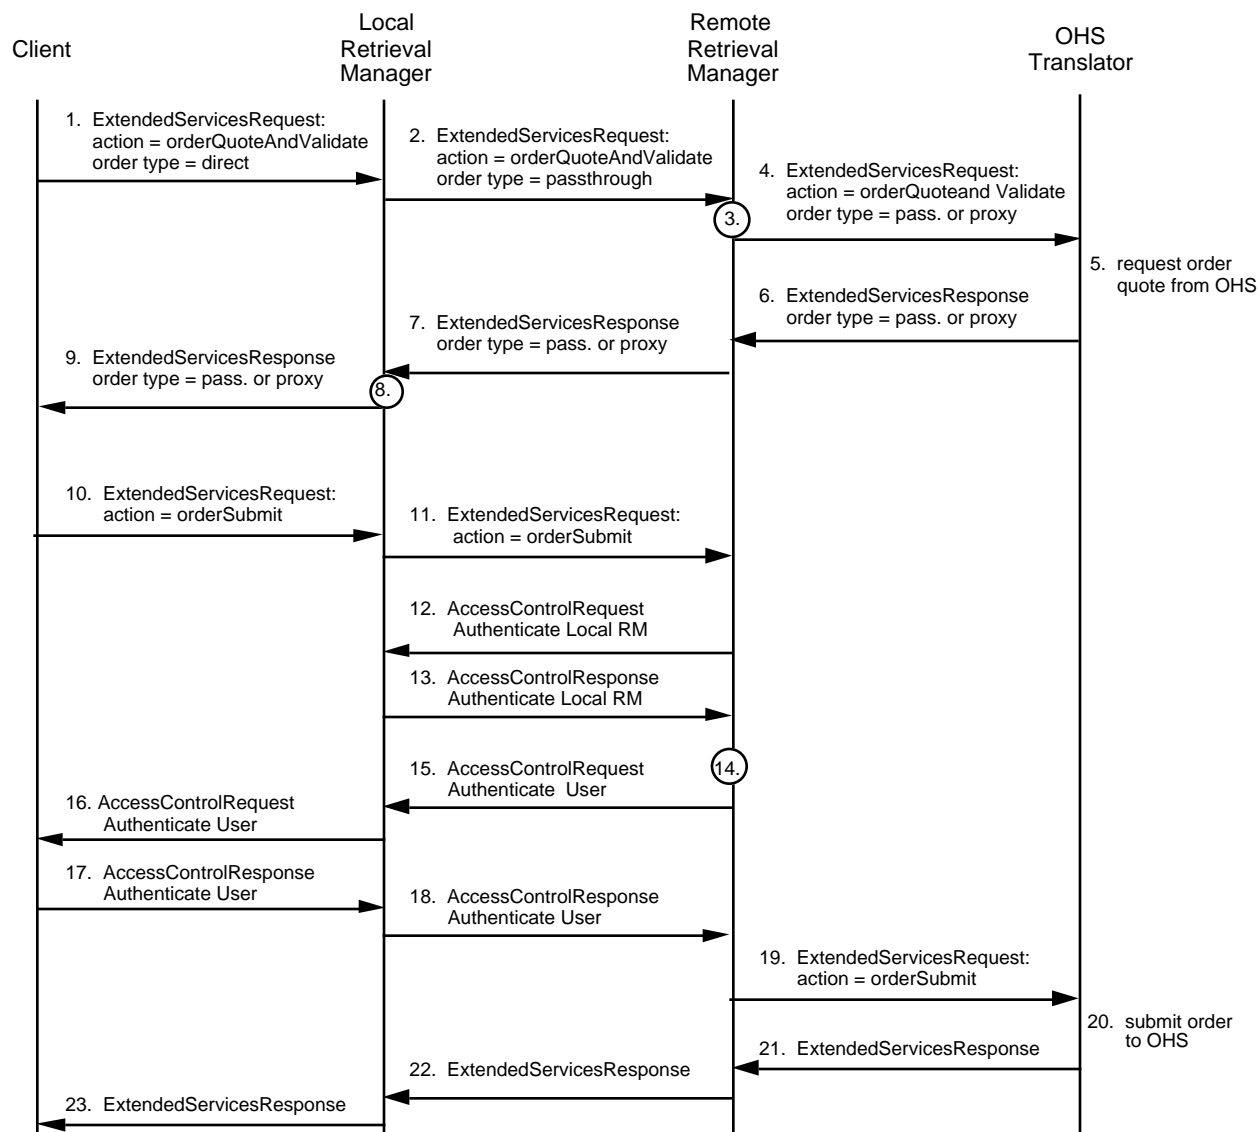 Client
Local
Retrieval
Manager
Remote
Retrieval
Manager
OHS
Translator
1. ExtendedServicesRequest:
action = orderQuoteAndValidate
order type = direct
2. ExtendedServicesRequest:
action = orderQuoteAndValidate
order type = passthrough
3.
4. ExtendedServicesRequest:
action = orderQuoteand Validate
order type = pass. or proxy
5. request order
quote from OHS
6. ExtendedServicesResponse
order type = pass. or proxy
7. ExtendedServicesResponse
order type = pass. or proxy
8.
9. ExtendedServicesResponse
order type = pass. or proxy
10. ExtendedServicesRequest:
action = orderSubmit
11. ExtendedServicesRequest:
action = orderSubmit
12. AccessControlRequest
Authenticate Local RM
13. AccessControlResponse
Authenticate Local RM
14.
15. AccessControlRequest
Authenticate User
16. AccessControlRequest
Authenticate User
17. AccessControlResponse
Authenticate User
18. AccessControlResponse
Authenticate User
19. ExtendedServicesRequest:
action = orderSubmit
20. submit order
to OHS
21. ExtendedServicesResponse
22. ExtendedServicesResponse
23. ExtendedServicesResponse